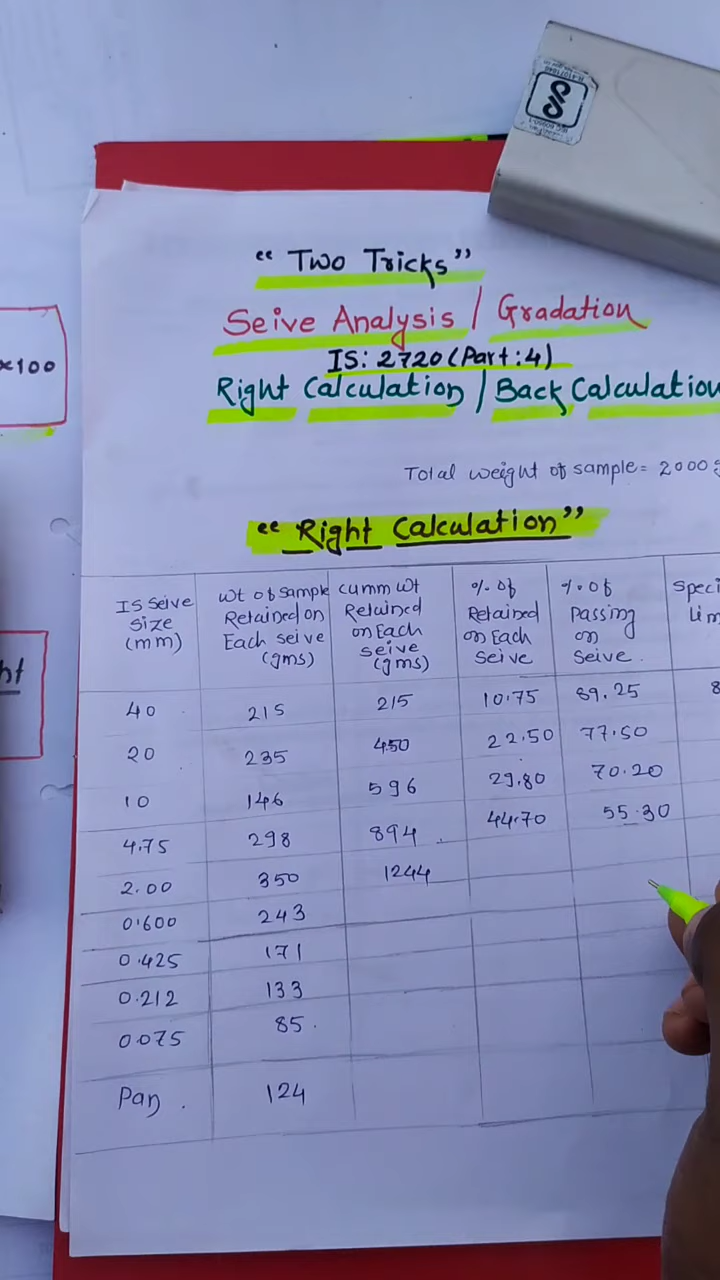 “ Two Tricks ”
Seive Analysis / Gradation
IS: 2720 (Part:4)
×100
Right Calculation / Back Calculation
Total weight of sample = 2000
“ Right Calculation ”
IS Seive Size (mm) | Wt of Sample Retained on Each seive (gms) | Cumm wt Retained on Each seive (gms) | % of Retained on Each Seive | % of Passing on Seive.
40 | 215 | 215 | 10.75 | 89.25 | 8
20 | 235 | 450 | 22.50 | 77.50
10 | 146 | 596 | 29.80 | 70.20
4.75 | 298 | 894 | 44.70 | 55.30
2.00 | 350 | 1244
0.600 | 243
0.425 | 171
0.212 | 133
0.075 | 85.
Pan . | 124